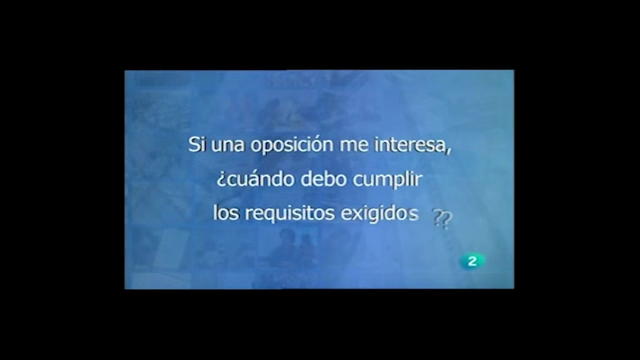 Si una oposición me interesa,
¿cuándo debo cumplir
los requisitos exigidos ??
2